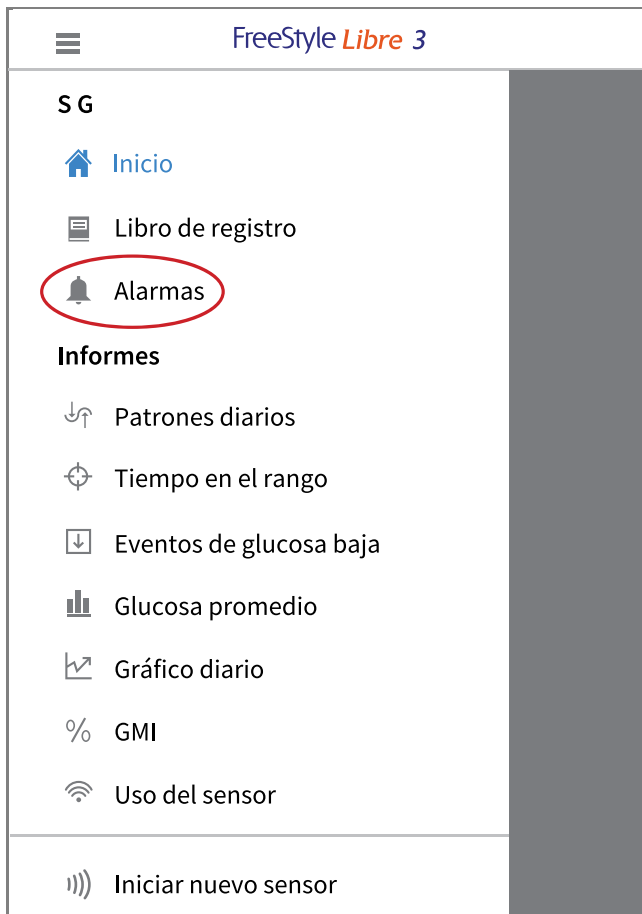 FreeStyle Libre 3
S G
Inicio
Libro de registro
Alarmas
Informes
Patrones diarios
Tiempo en el rango
Eventos de glucosa baja
Glucosa promedio
Gráfico diario
% GMI
Uso del sensor
Iniciar nuevo sensor